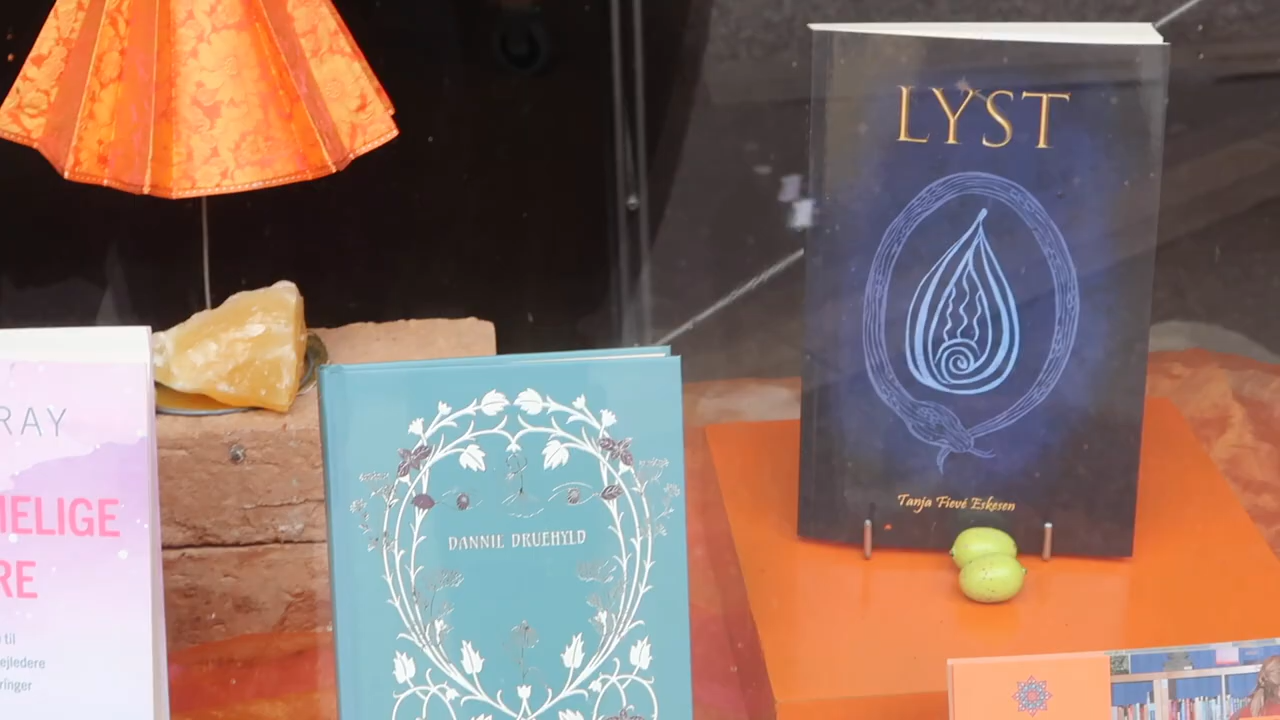 LYST
Tanja Fievé Eskesen
DANNIE DRUEHYLD
RAY
MELIGE
RE
til
ejledere
ringer